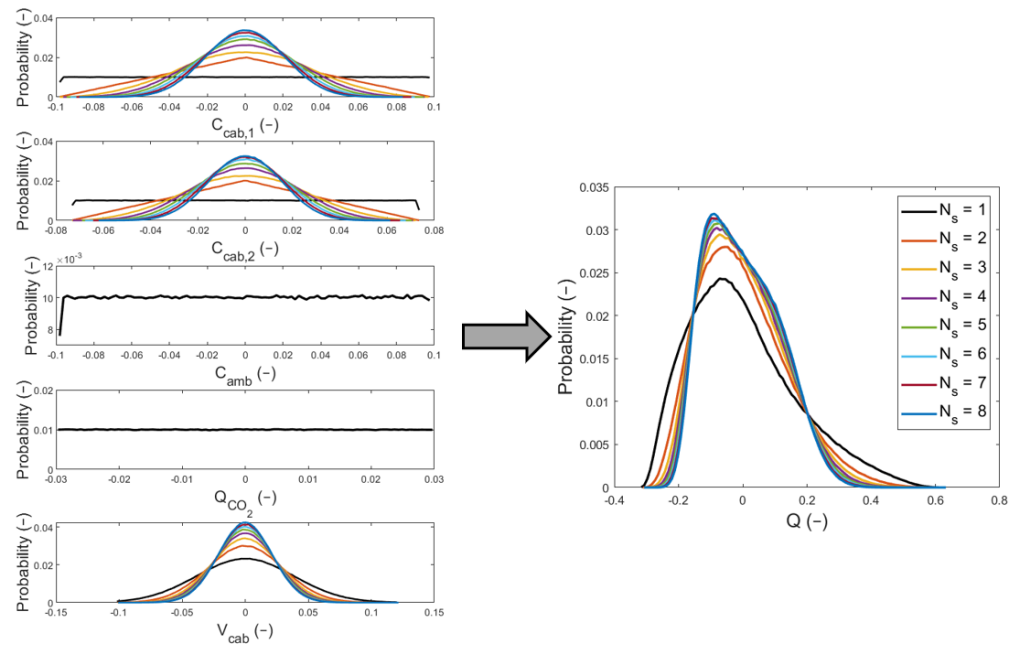 Probability (−)
0.04
0.02
0
-0.1 -0.08 -0.06 -0.04 -0.02 0 0.02 0.04 0.06 0.08 0.1
C_cab,1 (−)
Probability (−)
0.04
0.02
0
-0.08 -0.06 -0.04 -0.02 0 0.02 0.04 0.06 0.08
C_cab,2 (−)
Probability (−)
×10^-3
12
10
8
-0.1 -0.08 -0.06 -0.04 -0.02 0 0.02 0.04 0.06 0.08 0.1
C_amb (−)
Probability (−)
0.02
0.01
0
-0.03 -0.02 -0.01 0 0.01 0.02 0.03
Q_CO_2 (−)
Probability (−)
0.04
0.02
0
-0.15 -0.1 -0.05 0 0.05 0.1 0.15
V_cab (−)
Probability (−)
0.035
0.03
0.025
0.02
0.015
0.01
0.005
0
-0.4 -0.2 0 0.2 0.4 0.6 0.8
Q (−)
N_s = 1
N_s = 2
N_s = 3
N_s = 4
N_s = 5
N_s = 6
N_s = 7
N_s = 8